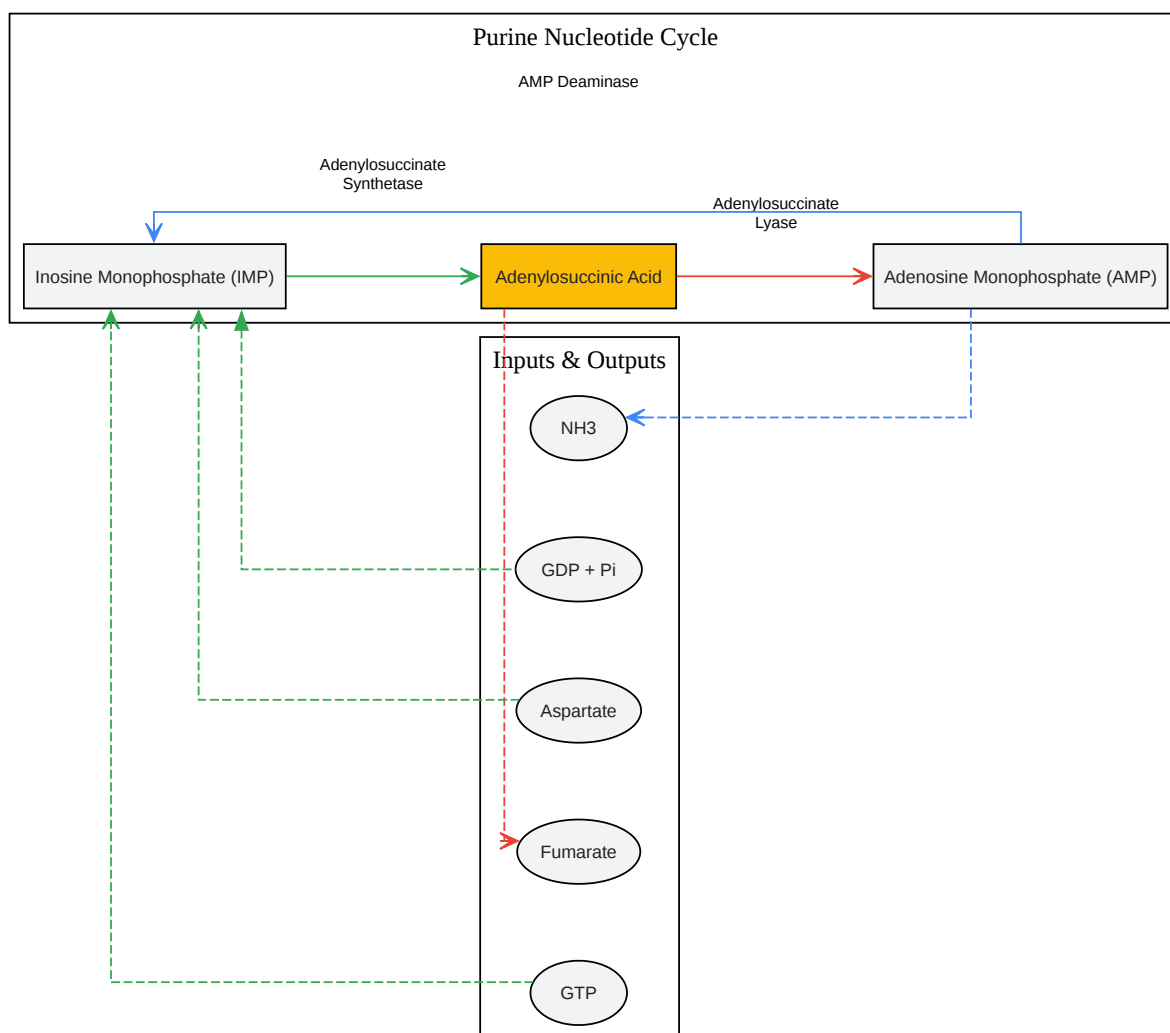 Purine Nucleotide Cycle
AMP Deaminase
Adenylosuccinate
Synthetase
Adenylosuccinate
Lyase
Inosine Monophosphate (IMP)
Adenylosuccinic Acid
Adenosine Monophosphate (AMP)
Inputs & Outputs
NH3
GDP + Pi
Aspartate
Fumarate
GTP